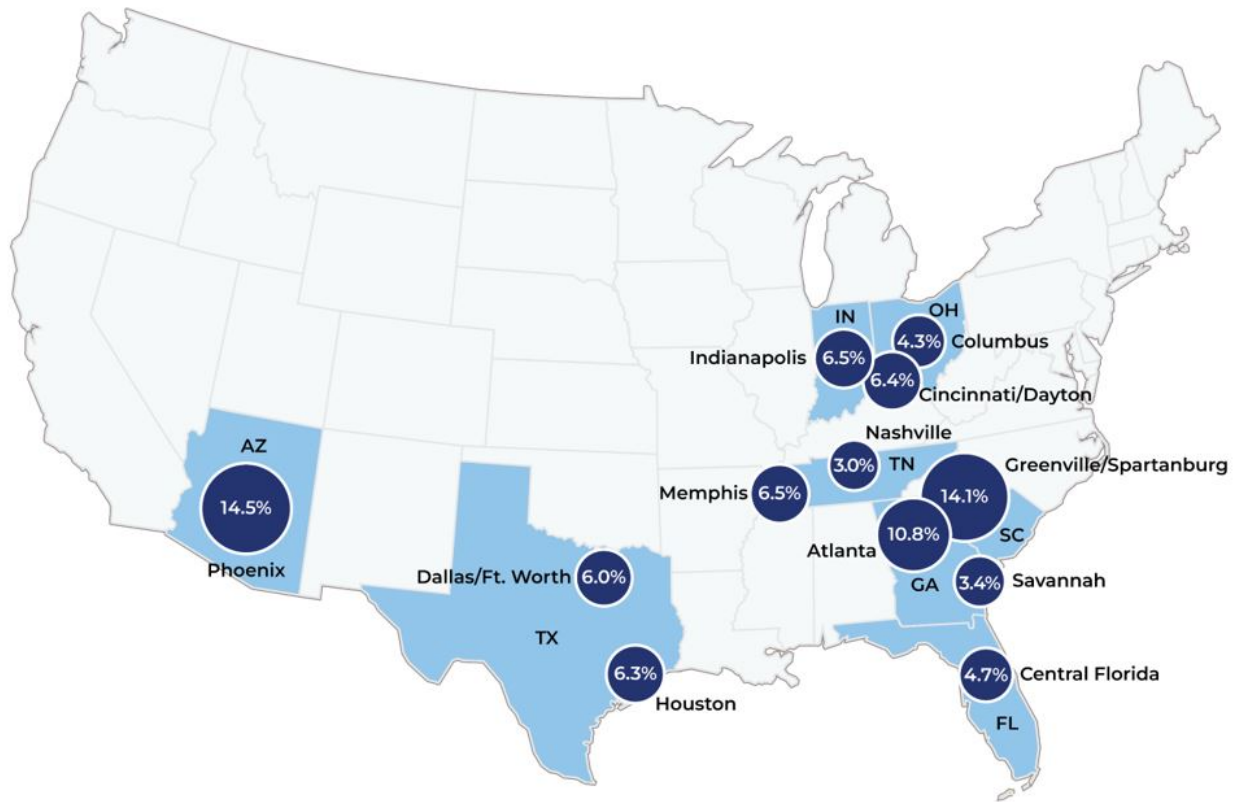 IN
OH
4.3%
Columbus
Indianapolis
6.5%
6.4%
Cincinnati/Dayton
Nashville
AZ
3.0%
TN
Greenville/Spartanburg
Memphis
6.5%
14.1%
14.5%
10.8%
SC
Atlanta
Phoenix
Dallas/Ft. Worth
6.0%
GA
3.4%
Savannah
TX
6.3%
Houston
4.7%
Central Florida
FL